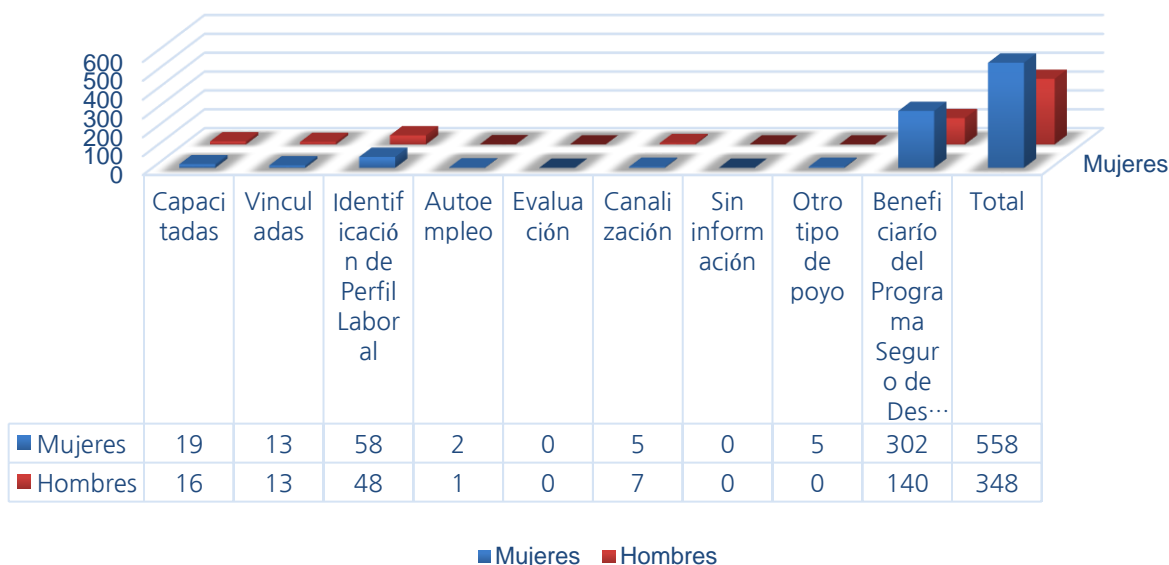 600
500
400
300
200
100
0
Mujeres
Capaci
tadas
Vincul
adas
Identif
icació
n de
Perfil
Labor
al
Autoe
mpleo
Evalua
ción
Canali
zación
Sin
inform
ación
Otro
tipo
de
poyo
Benefi
ciarío
del
Progra
ma
Segur
o de
Des…
Total
Mujeres 19 13 58 2 0 5 0 5 302 558
Hombres 16 13 48 1 0 7 0 0 140 348
Mujeres Hombres